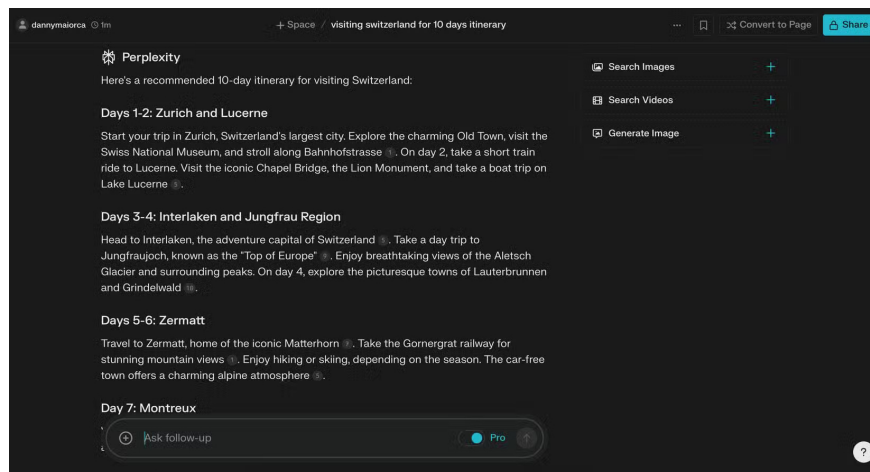 dannymaiorca 1m
+ Space / visiting switzerland for 10 days itinerary
Convert to Page
Share
Perplexity
Here's a recommended 10-day itinerary for visiting Switzerland:
Days 1-2: Zurich and Lucerne
Start your trip in Zurich, Switzerland's largest city. Explore the charming Old Town, visit the
Swiss National Museum, and stroll along Bahnhofstrasse. On day 2, take a short train
ride to Lucerne. Visit the iconic Chapel Bridge, the Lion Monument, and take a boat trip on
Lake Lucerne.
Days 3-4: Interlaken and Jungfrau Region
Head to Interlaken, the adventure capital of Switzerland. Take a day trip to
Jungfraujoch, known as the "Top of Europe". Enjoy breathtaking views of the Aletsch
Glacier and surrounding peaks. On day 4, explore the picturesque towns of Lauterbrunnen
and Grindelwald.
Days 5-6: Zermatt
Travel to Zermatt, home of the iconic Matterhorn. Take the Gornergrat railway for
stunning mountain views. Enjoy hiking or skiing, depending on the season. The car-free
town offers a charming alpine atmosphere.
Day 7: Montreux
Ask follow-up
Pro
Search Images +
Search Videos +
Generate Image +
?